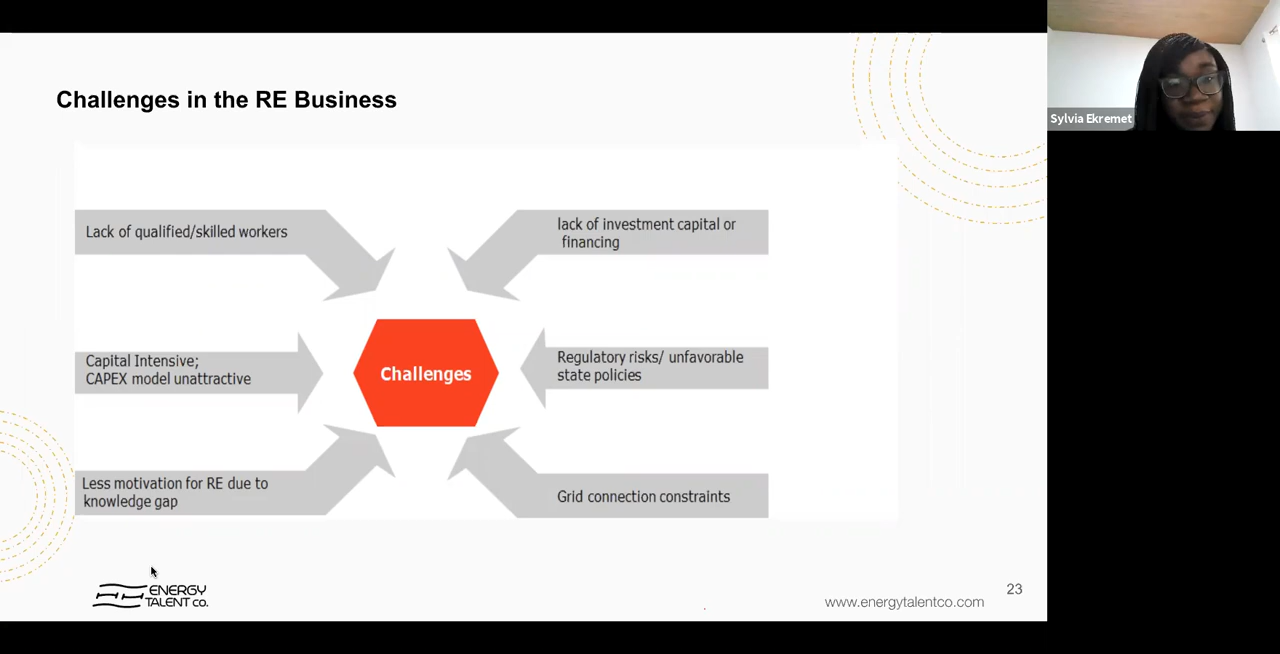 Challenges in the RE Business
Sylvia Ekremet
Lack of qualified/skilled workers
lack of investment capital or
financing
Capital Intensive;
CAPEX model unattractive
Challenges
Regulatory risks/ unfavorable
state policies
Less motivation for RE due to
knowledge gap
Grid connection constraints
ENERGY
TALENT CO.
www.energytalentco.com
23